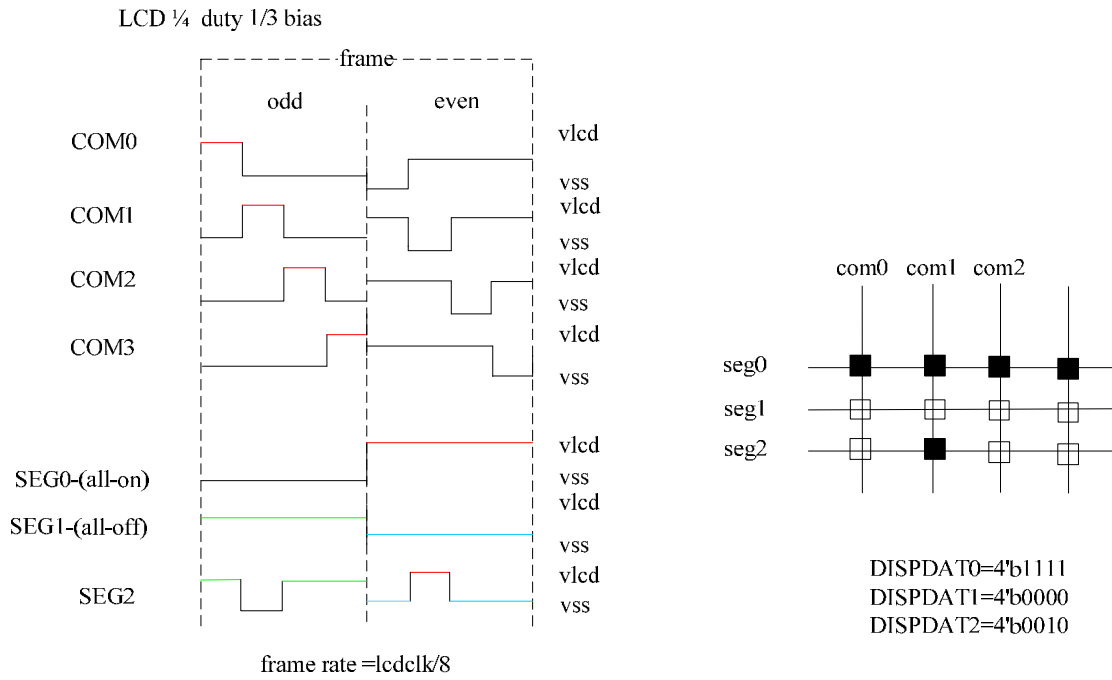 LCD ¼ duty 1/3 bias
frame
odd even
COM0 vlcd
vss
COM1 vlcd
vss
COM2 vlcd
vss
COM3 vlcd
vss
vlcd
SEG0-(all-on) vss
vlcd
SEG1-(all-off) vss
vlcd
SEG2 vss
frame rate =lcdclk/8
com0 com1 com2
seg0
seg1
seg2
DISPDAT0=4'b1111
DISPDAT1=4'b0000
DISPDAT2=4'b0010